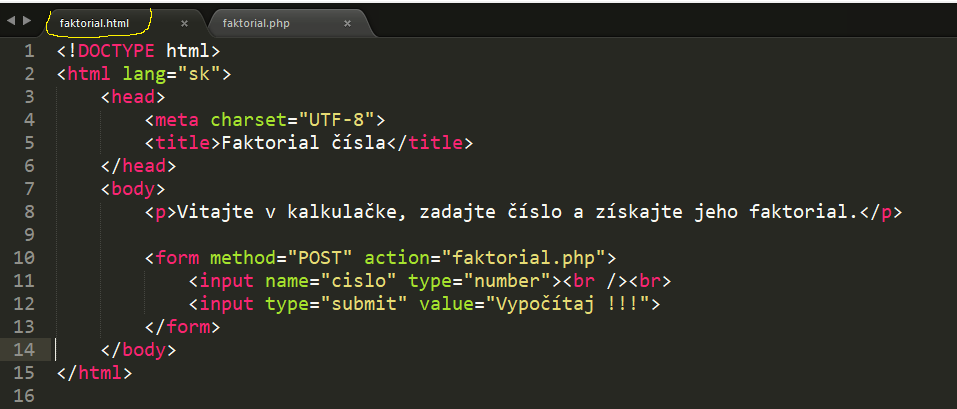 faktorial.html × faktorial.php ×
1 <!DOCTYPE html>
2 <html lang="sk">
3 <head>
4 <meta charset="UTF-8">
5 <title>Faktorial čísla</title>
6 </head>
7 <body>
8 <p>Vitajte v kalkulačke, zadajte číslo a získajte jeho faktorial.</p>
9
10 <form method="POST" action="faktorial.php">
11 <input name="cislo" type="number"><br /><br>
12 <input type="submit" value="Vypočítaj !!!">
13 </form>
14 </body>
15 </html>
16